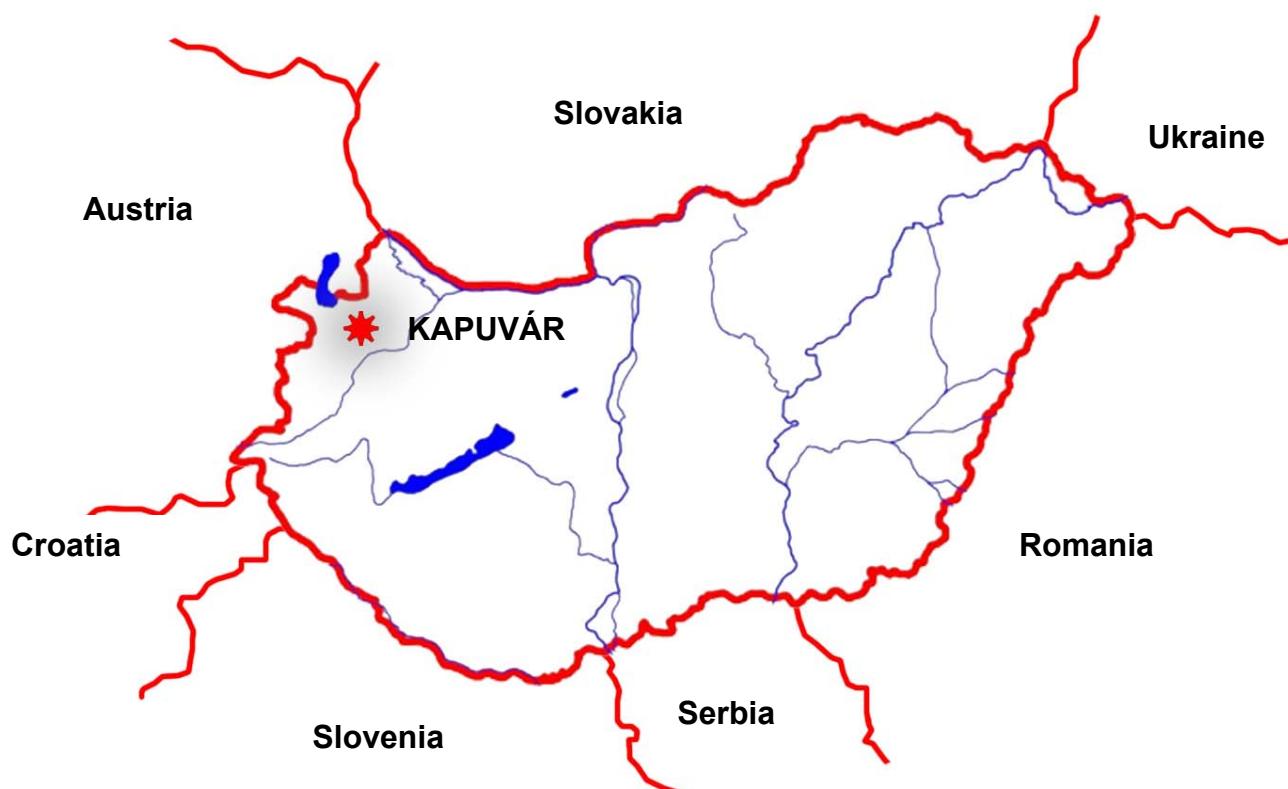 Slovakia
Ukraine
Austria
KAPUVÁR
Croatia
Romania
Serbia
Slovenia